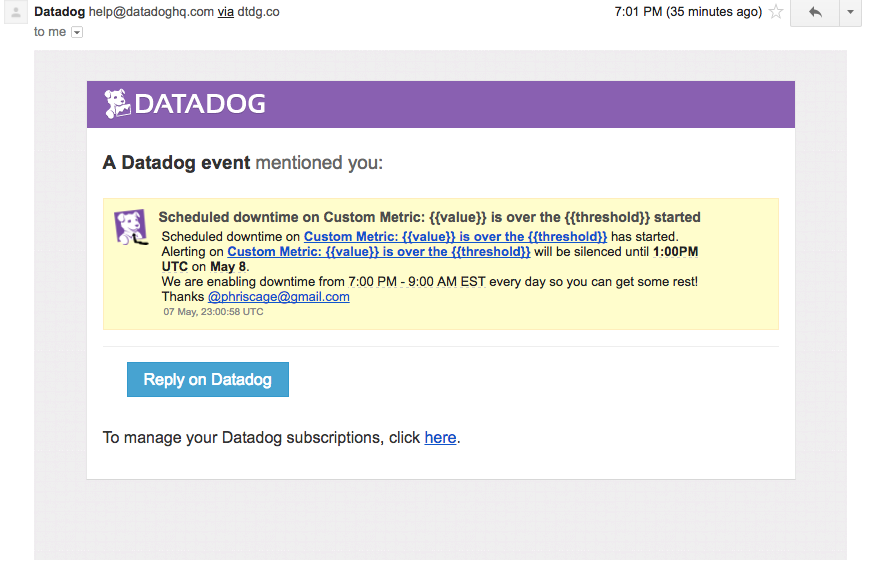 Datadog help@datadoghq.com via dtdg.co 7:01 PM (35 minutes ago)
to me
DATADOG
A Datadog event mentioned you:
Scheduled downtime on Custom Metric: {{value}} is over the {{threshold}} started
Scheduled downtime on Custom Metric: {{value}} is over the {{threshold}} has started.
Alerting on Custom Metric: {{value}} is over the {{threshold}} will be silenced until 1:00PM
UTC on May 8.
We are enabling downtime from 7:00 PM - 9:00 AM EST every day so you can get some rest!
Thanks @phriscage@gmail.com
07 May, 23:00:58 UTC
Reply on Datadog
To manage your Datadog subscriptions, click here.